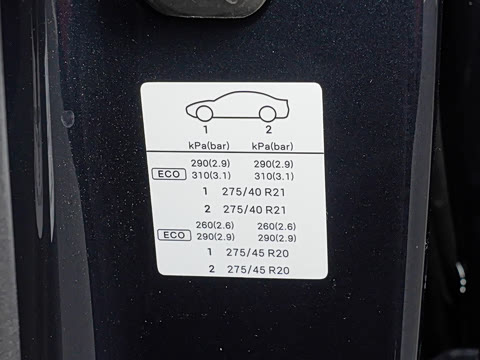 1 2
kPa(bar) kPa(bar)
290(2.9) 290(2.9)
ECO 310(3.1) 310(3.1)
1 275/40 R21
2 275/40 R21
260(2.6) 260(2.6)
ECO 290(2.9) 290(2.9)
1 275/45 R20
2 275/45 R20